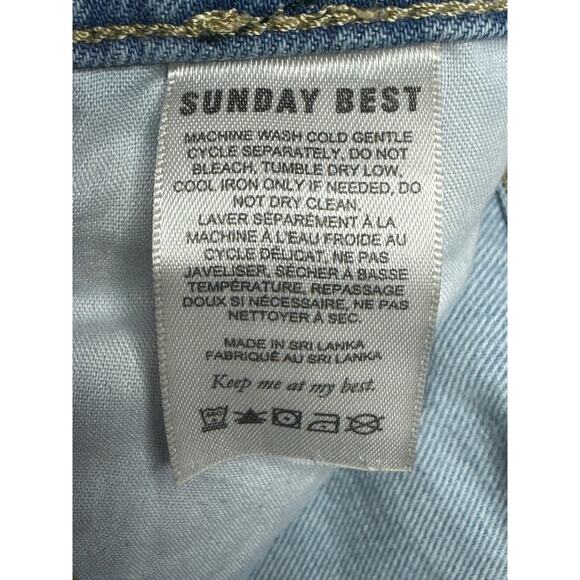 SUNDAY BEST
MACHINE WASH COLD GENTLE
CYCLE SEPARATELY, DO NOT
BLEACH, TUMBLE DRY LOW,
COOL IRON ONLY IF NEEDED, DO
NOT DRY CLEAN.
LAVER SÉPARÉMENT À LA
MACHINE À L'EAU FROIDE AU
CYCLE DÉLICAT, NE PAS
JAVELISER, SÉCHER À BASSE
TEMPÉRATURE, REPASSAGE
DOUX SI NÉCESSAIRE, NE PAS
NETTOYER À SEC.
MADE IN SRI LANKA
FABRIQUÉ AU SRI LANKA
Keep me at my best.